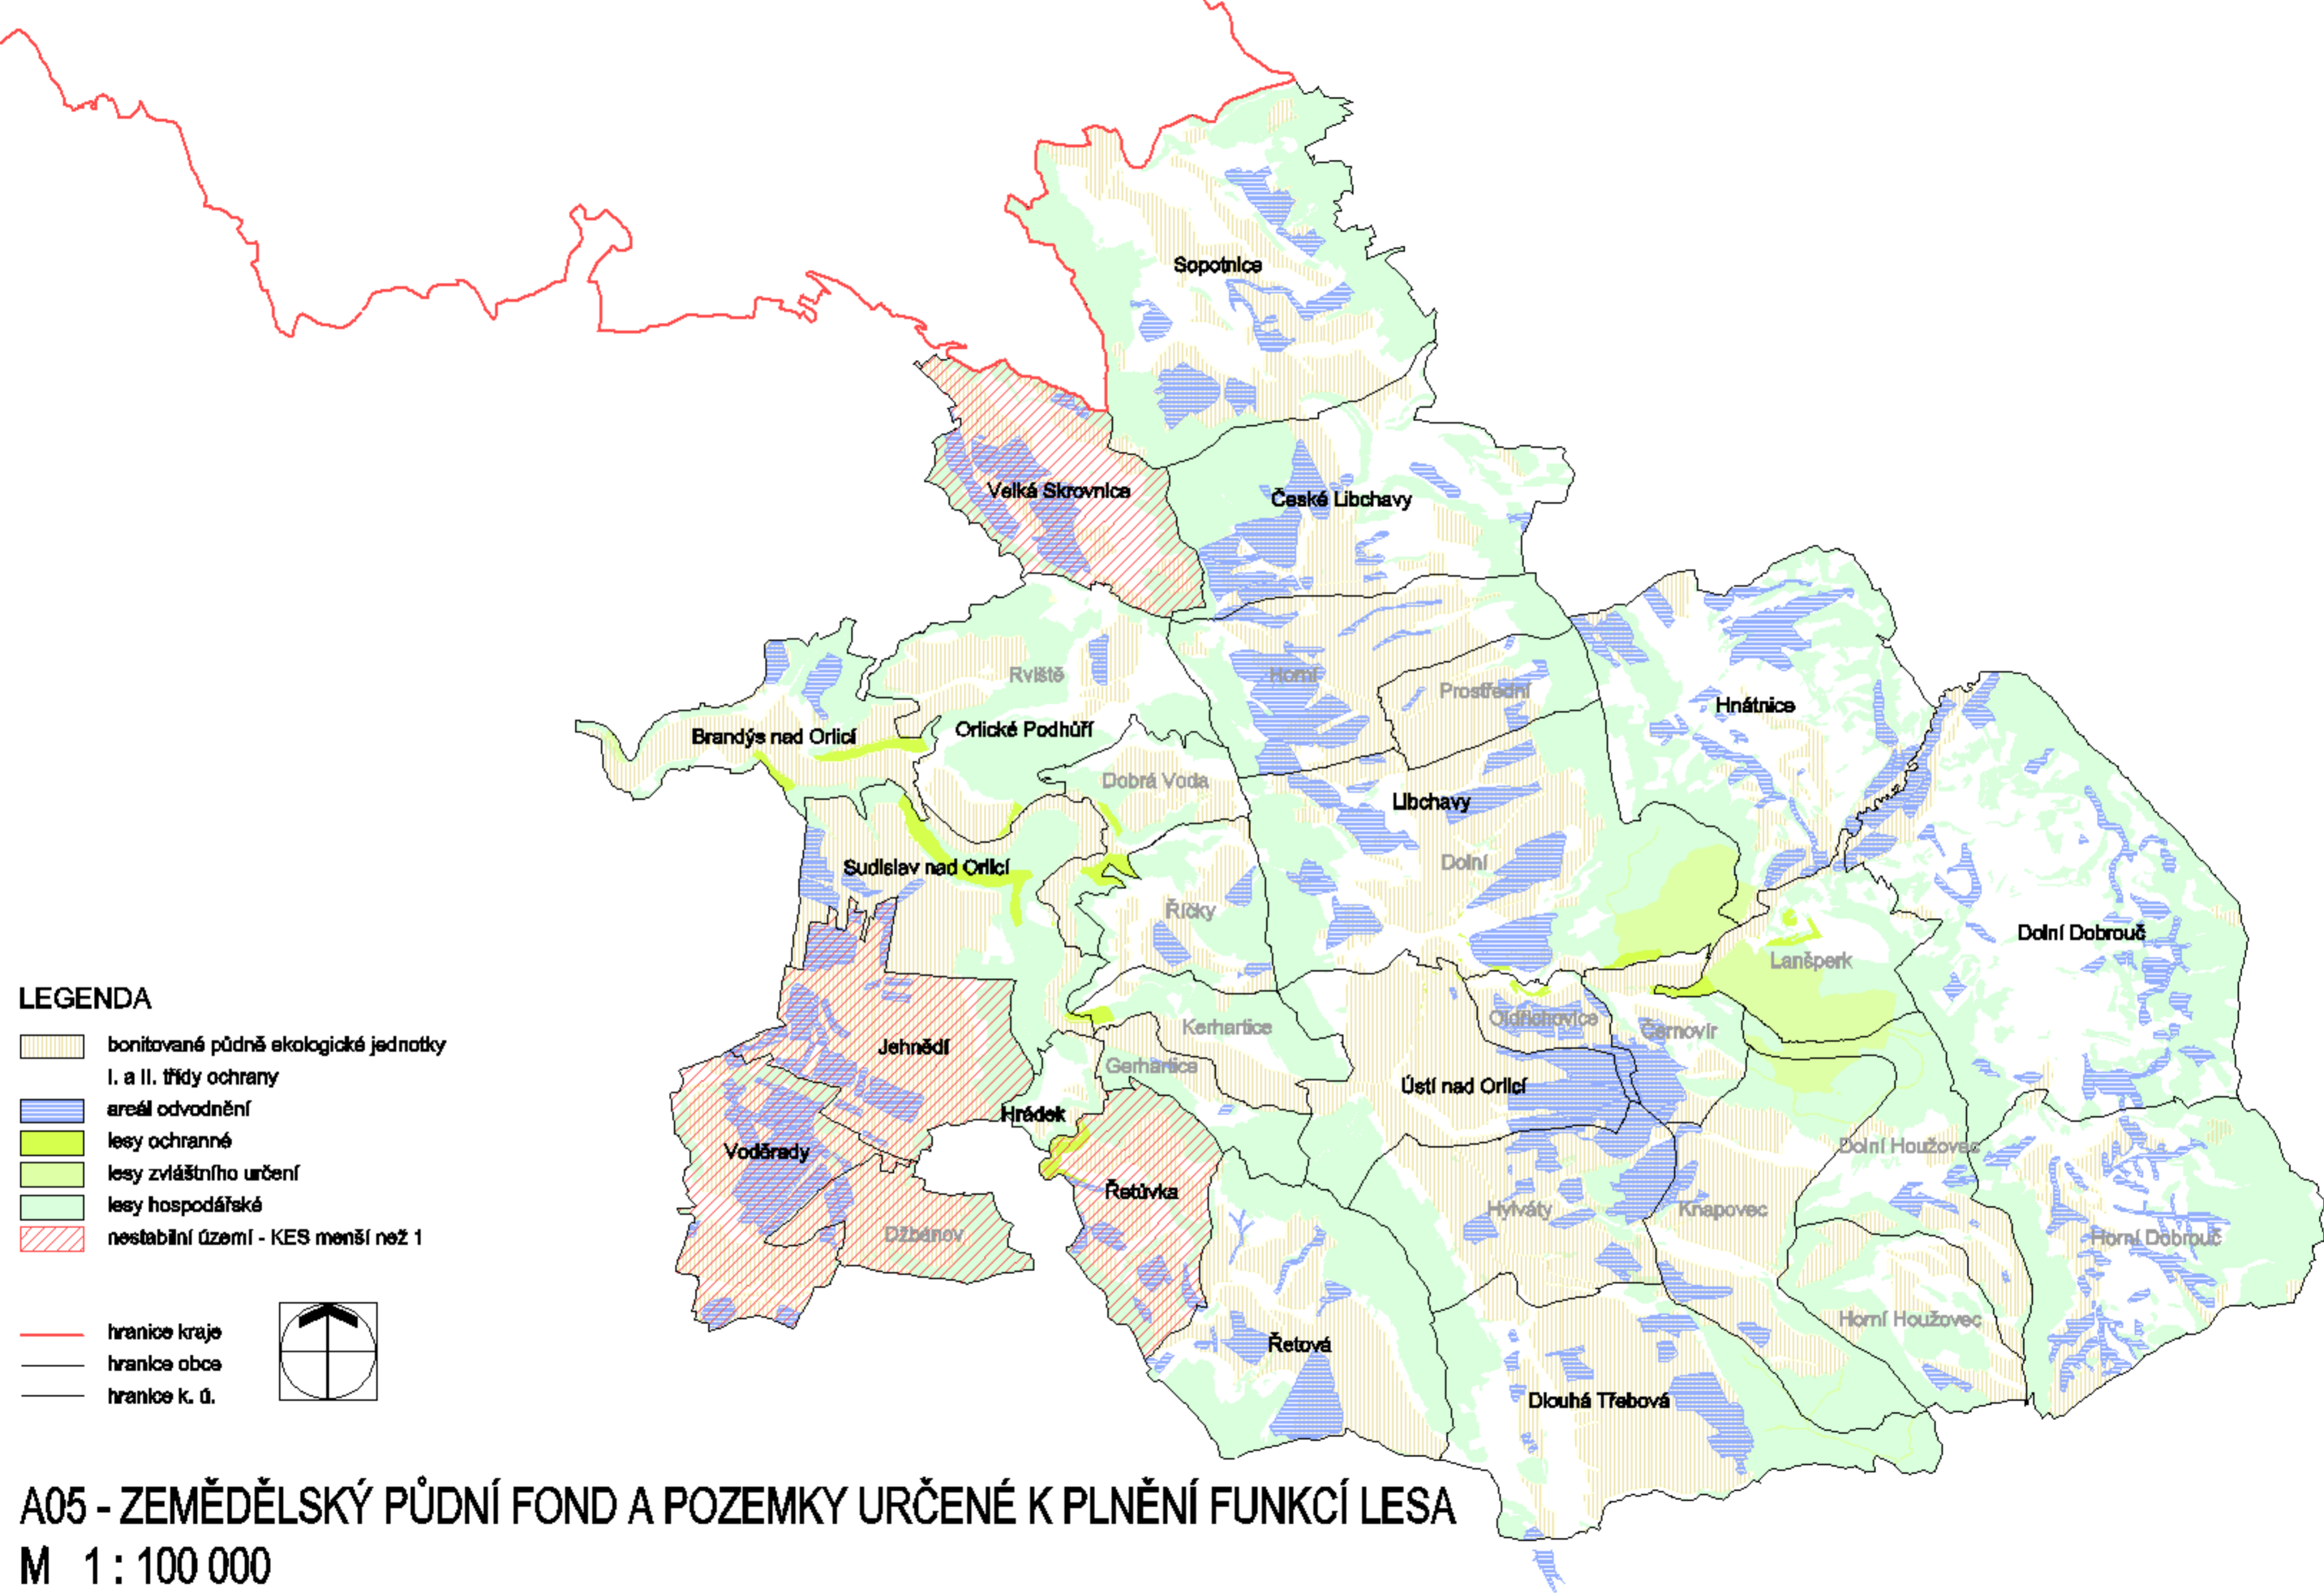 Sopotnice
Velká Skrovnice
České Libchavy
Rviště
Horní
Prostřední
Hnátnice
Brandýs nad Orlicí
Orlické Podhůří
Dobrá Voda
Libchavy
Sudislav nad Orlicí
Dolní
Říčky
Dolní Dobrouč
Lanšperk
LEGENDA
bonitované půdně ekologické jednotky
I. a II. třídy ochrany
areál odvodnění
lesy ochranné
lesy zvláštního určení
lesy hospodářské
nestabilní území - KES menší než 1
hranice kraje
hranice obce
hranice k. ú.
Kerhartice
Oldřichovice
Černovír
Jehnědí
Gerhartice
Ústí nad Orlicí
Hrádek
Voděrady
Dolní Houžovec
Řetůvka
Hylváty
Knapovec
Džbánov
Horní Dobrouč
Horní Houžovec
Řetová
Dlouhá Třebová
A05 - ZEMĚDĚLSKÝ PŮDNÍ FOND A POZEMKY URČENÉ K PLNĚNÍ FUNKCÍ LESA
M 1 : 100 000